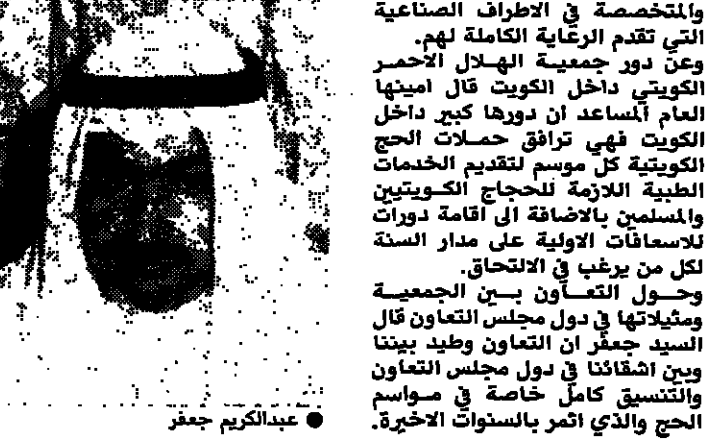 والمتخصصة في الاطراف الصناعية
التي تقدم الرعاية الكاملة لهم.
وعن دور جمعية الهلال الاحمر
الكويتي داخل الكويت قال امينها
العام المساعد ان دورها كبير داخل
الكويت فهي ترافق حملات الحج
الكويتية كل موسم لتقديم الخدمات
الطبية اللازمة للحجاج الكويتيين
والمسلمين بالاضافة الى اقامة دورات
للاسعافات الاولية على مدار السنة
لكل من يرغب في الالتحاق.
وحول التعاون بين الجمعية
ومثيلاتها في دول مجلس التعاون قال
السيد جعفر ان التعاون وطيد بيننا
وبين اشقائنا في دول مجلس التعاون
والتنسيق كامل خاصة في مواسم
الحج والذي اثمر بالسنوات الاخيرة.
● عبدالكريم جعفر